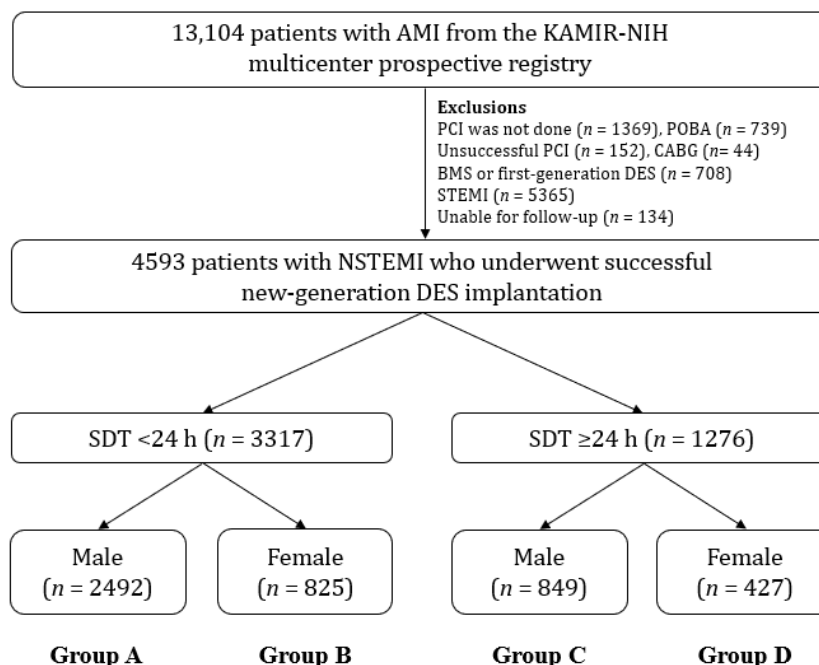 13,104 patients with AMI from the KAMIR-NIH
multicenter prospective registry
Exclusions
PCI was not done (n = 1369), POBA (n = 739)
Unsuccessful PCI (n = 152), CABG (n= 44)
BMS or first-generation DES (n = 708)
STEMI (n = 5365)
Unable for follow-up (n = 134)
4593 patients with NSTEMI who underwent successful
new-generation DES implantation
SDT <24 h (n = 3317)
SDT ≥24 h (n = 1276)
Male
(n = 2492)
Female
(n = 825)
Male
(n = 849)
Female
(n = 427)
Group A
Group B
Group C
Group D